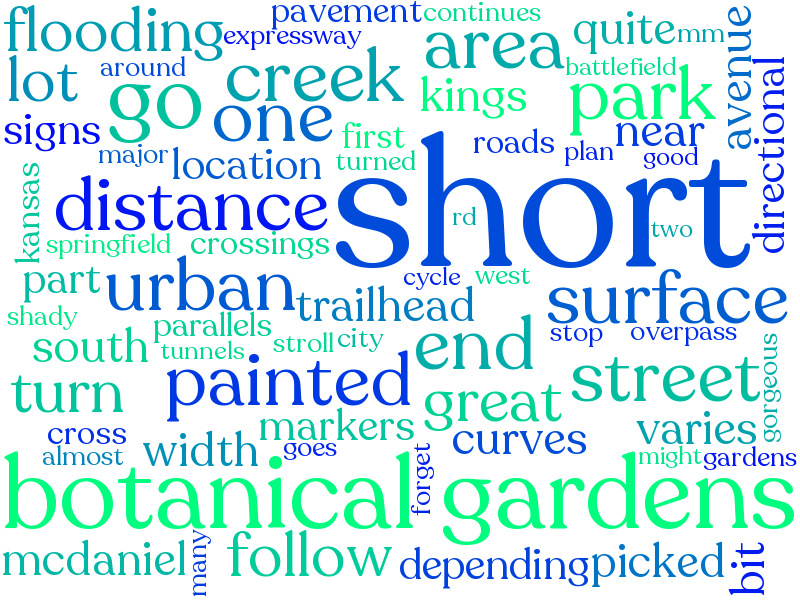 pavement continues
flooding expressway area quite mm avenue
lot around creek kings battlefield park directional
go one
signs first near
major location turned roads plan good
kansas distance short
springfield crossings rd two
part urban trailhead cycle west surface
shady parallels stop overpass
south tunnels stroll city end
turn painted great street gorgeous
cross width markers curves varies
almost goes forget might gardens
botanical gardens
mcdaniel many follow depending picked bit